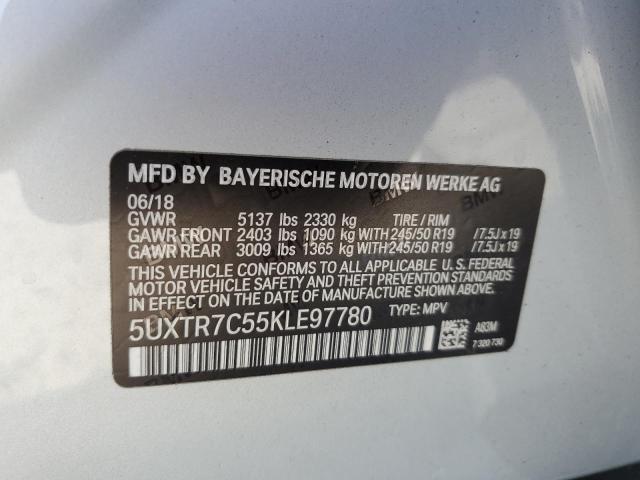 MFD BY BAYERISCHE MOTOREN WERKE AG
06/18
GVWR 5137 lbs 2330 kg TIRE / RIM
GAWR FRONT 2403 lbs 1090 kg WITH 245/50 R19 /7.5J x 19
GAWR REAR 3009 lbs 1365 kg WITH 245/50 R19 /7.5J x 19
THIS VEHICLE CONFORMS TO ALL APPLICABLE U. S. FEDERAL
MOTOR VEHICLE SAFETY AND THEFT PREVENTION STANDARDS
IN EFFECT ON THE DATE OF MANUFACTURE SHOWN ABOVE.
5UXTR7C55KLE97780 TYPE: MPV
A83M
7 320 730